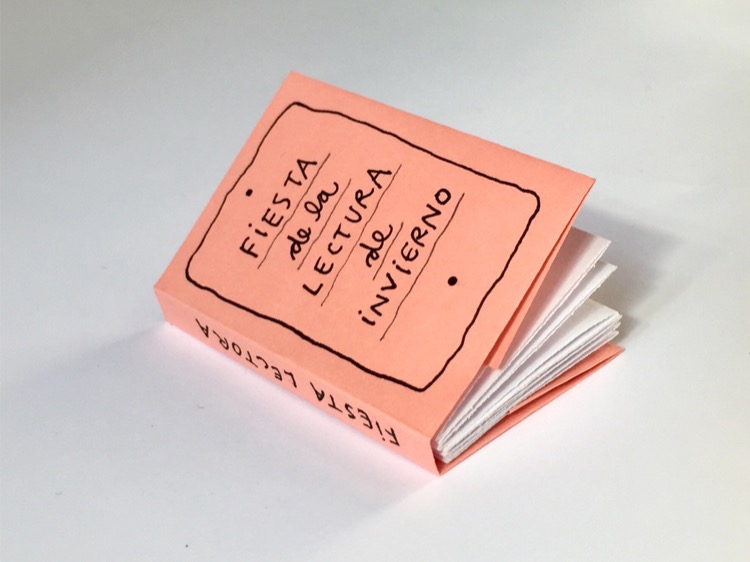 FiESTA
de la
LECTURA
de
iNViERNO
FiESTA LECTORA